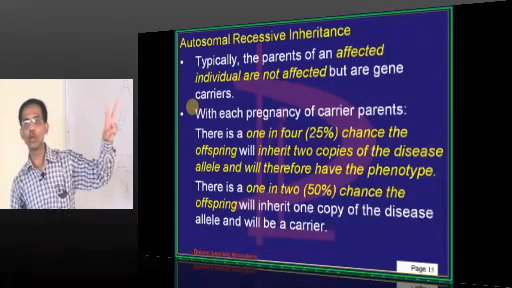 Autosomal Recessive Inheritance
• Typically, the parents of an affected
individual are not affected but are gene
carriers.
• With each pregnancy of carrier parents:
There is a one in four (25%) chance the
offspring will inherit two copies of the disease
allele and will therefore have the phenotype.
There is a one in two (50%) chance the
offspring will inherit one copy of the disease
allele and will be a carrier.
Page 11